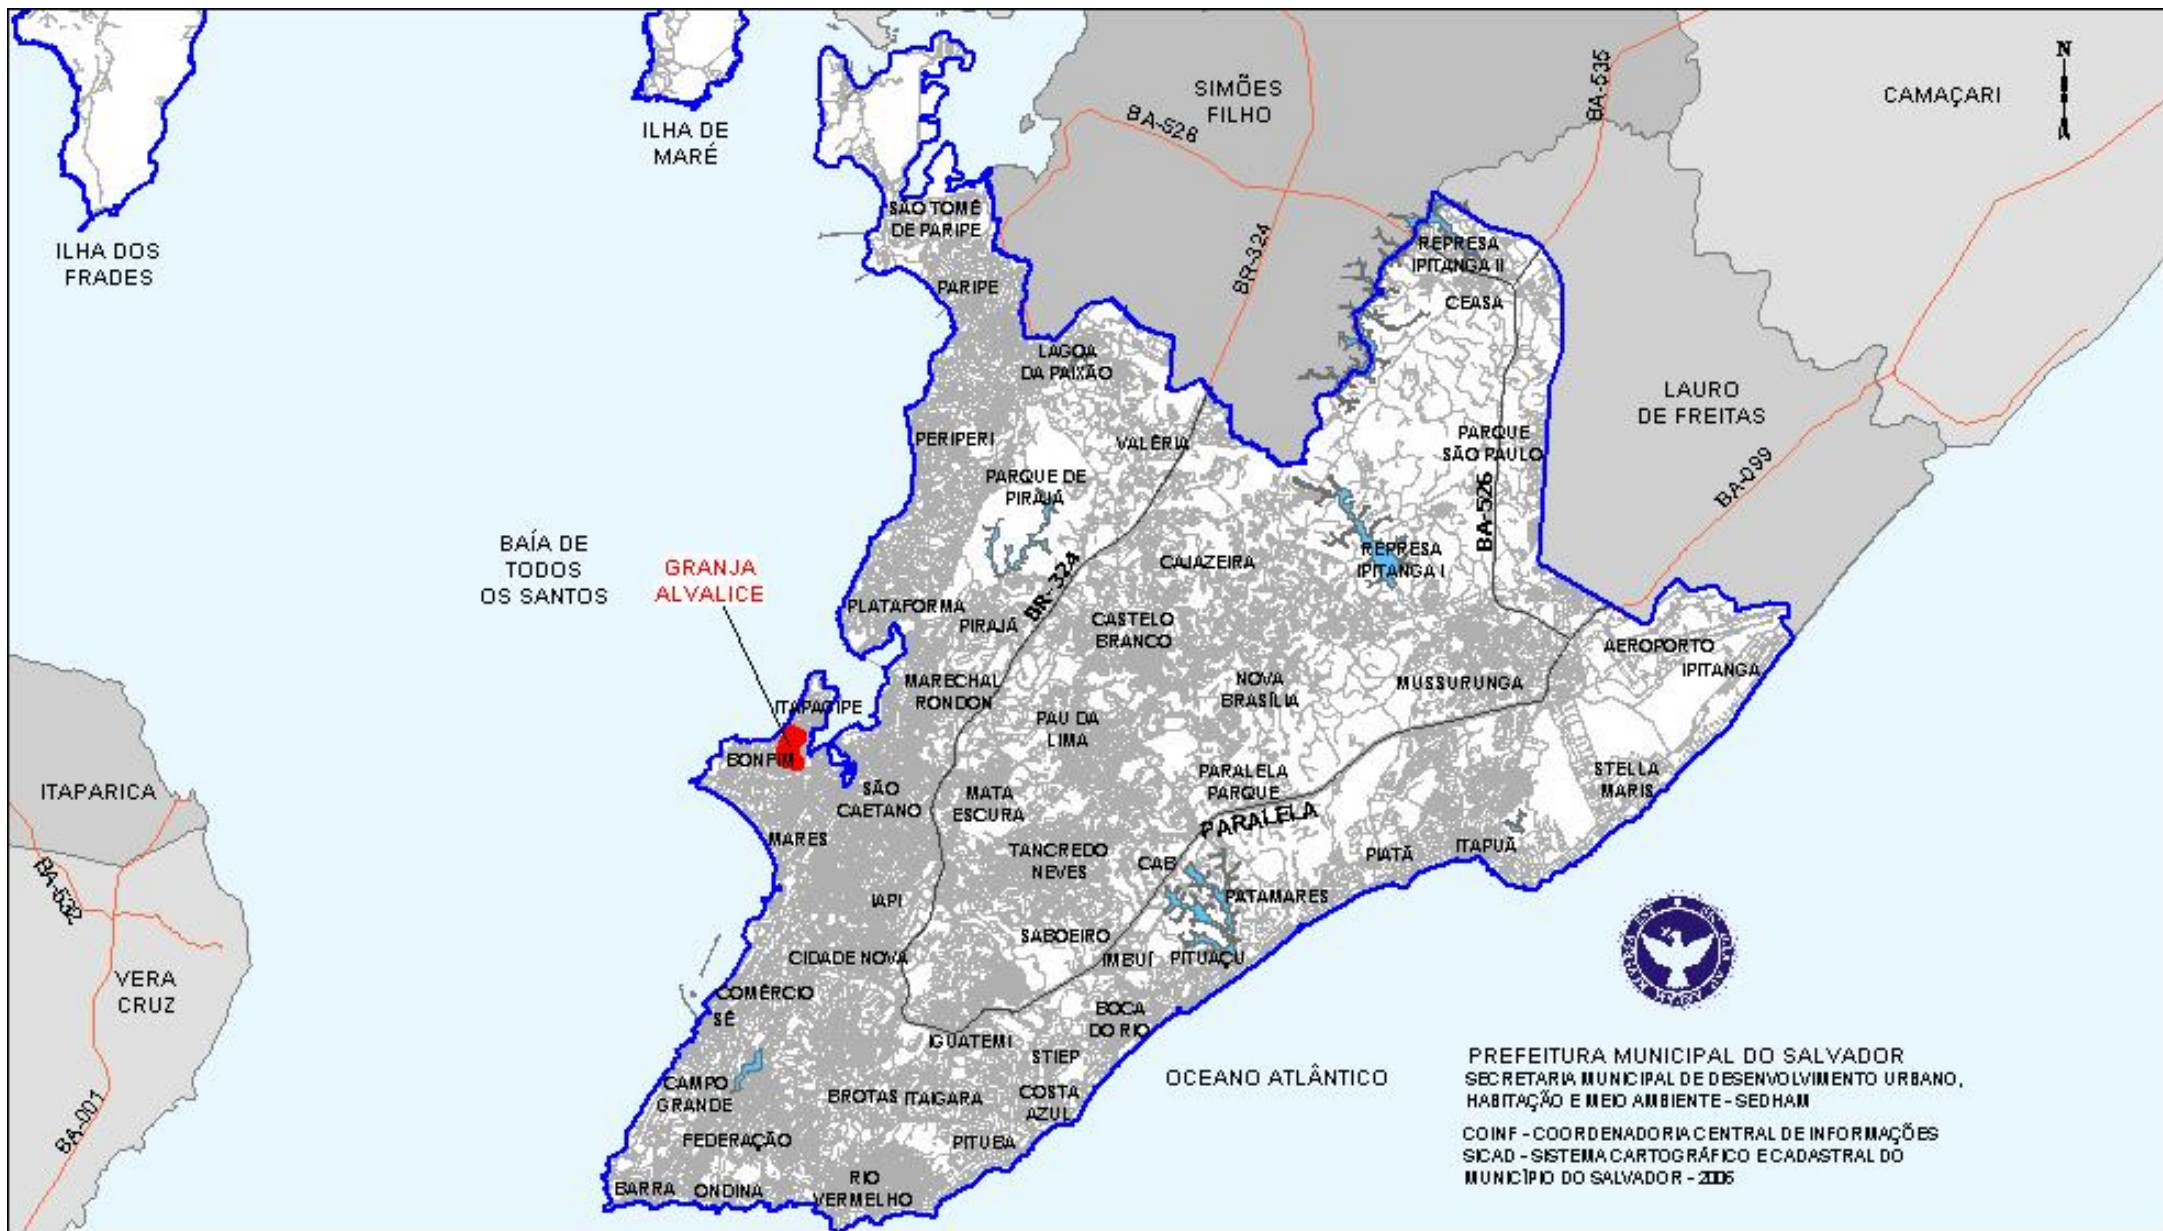 N
SIMÕES
FILHO
CAMAÇARI
BA-535
BA-526
ILHA DE
MARÉ
ILHA DOS
FRADES
SÃO TOMÉ
DE PARIPE
BR-324
REPRESA
IPITANGA II
CEASA
PARIPE
LAGOA
DA PAIXÃO
LAURO
DE FREITAS
PERIPERI
VALÉRIA
PARQUE
SÃO PAULO
PARQUE DE
PIRAJÁ
BA-099
BA-526
BAÍA DE
TODOS
OS SANTOS
GRANJA
ALVALICE
BR-324
CAJAZEIRA
REPRESA
IPITANGA I
PLATAFORMA
PIRAJÁ
CASTELO
BRANCO
AEROPORTO
IPITANGA
MARECHAL
RONDON
NOVA
BRASÍLIA
MUSSURUNGA
ITAPAGIPE
PAU DA
LIMA
BONFIM
PARALELA
PARQUE
STELLA
MARIS
ITAPARICA
SÃO
CAETANO
MATA
ESCURA
PARALELA
MARES
TANCREDO
NEVES
CAB
PIATÃ
ITAPUÃ
BA-532
IAPI
PATAMARES
SABOEIRO
CIDADE NOVA
IMBUÍ
PITUAÇU
VERA
CRUZ
COMÉRCIO
SÉ
BOCA
DO RIO
IGUATEMI
STIEP
OCEANO ATLÂNTICO
CAMPO
GRANDE
BROTAS
ITAIGARA
COSTA
AZUL
BA-001
FEDERAÇÃO
PITUBA
BARRA
ONDINA
RIO
VERMELHO
PREFEITURA MUNICIPAL DO SALVADOR
SECRETARIA MUNICIPAL DE DESENVOLVIMENTO URBANO,
HABITAÇÃO E MEIO AMBIENTE - SEDHAM
COINF - COORDENADORIA CENTRAL DE INFORMAÇÕES
SICAD - SISTEMA CARTOGRÁFICO E CADASTRAL DO
MUNICÍPIO DO SALVADOR - 2006